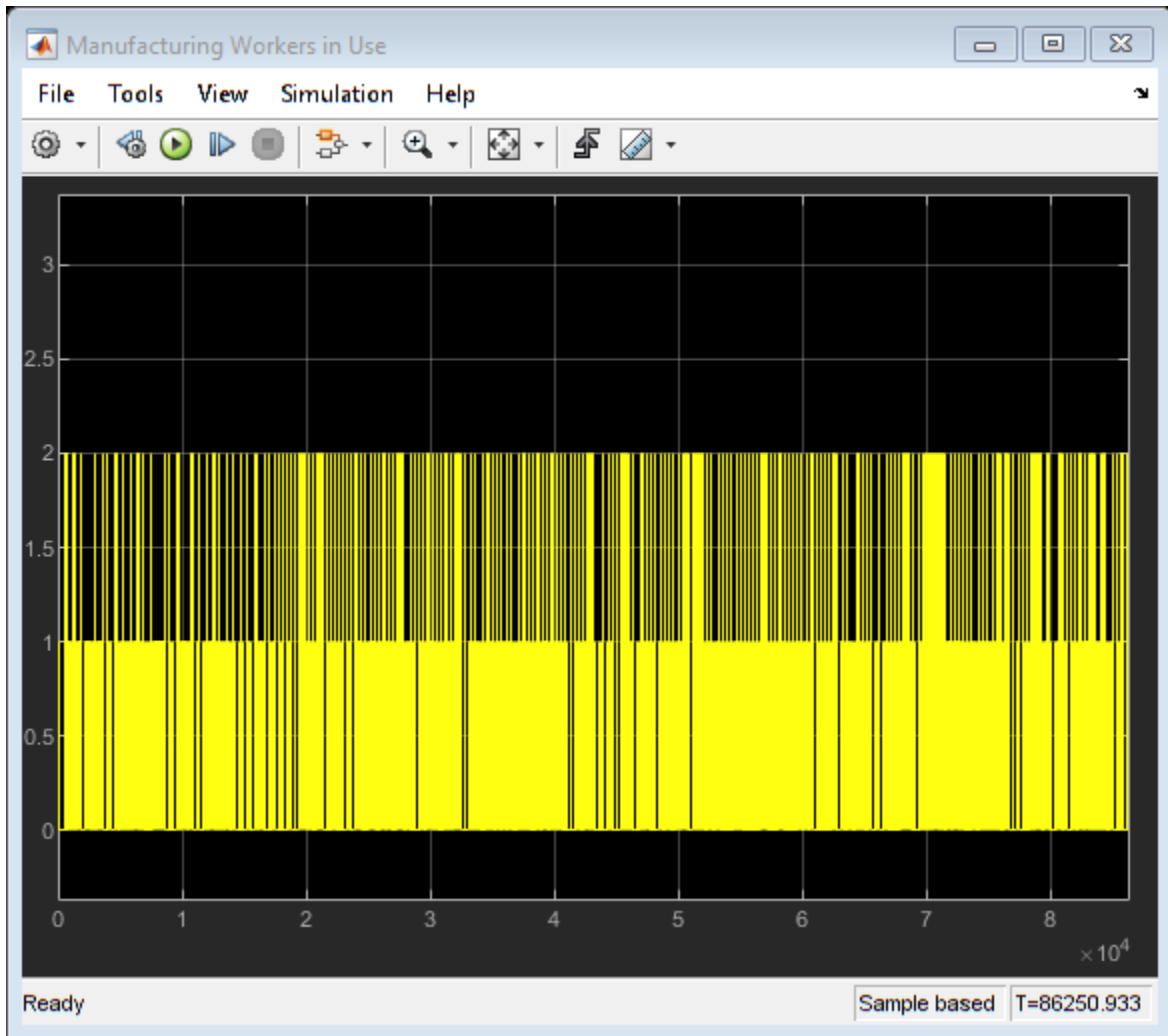 Manufacturing Workers in Use
File Tools View Simulation Help
3
2.5
2
1.5
1
0.5
0
0 1 2 3 4 5 6 7 8
×10⁴
Ready Sample based T=86250.933